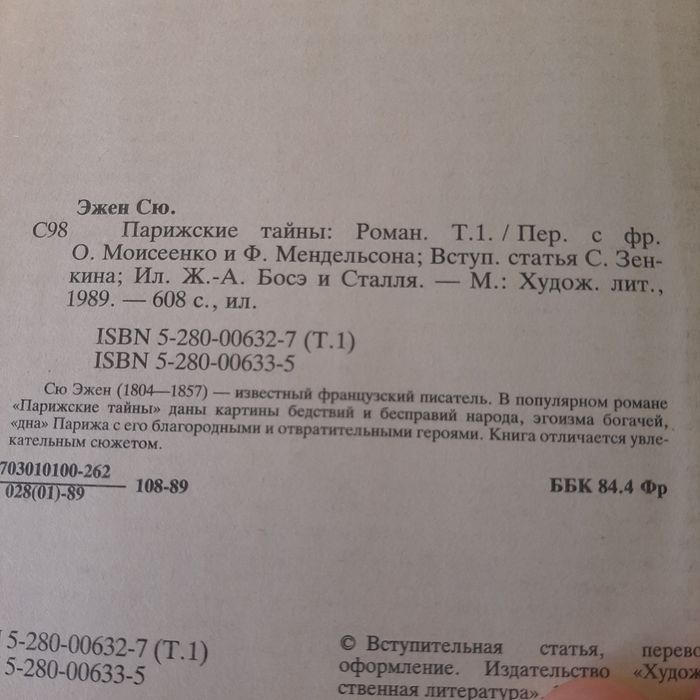 Эжен Сю.
С98 Парижские тайны: Роман. Т.1. / Пер. с фр.
О. Моисеенко и Ф. Мендельсона; Вступ. статья С. Зен-
кина; Ил. Ж.-А. Босэ и Сталля. — М.: Худож. лит.,
1989. — 608 с., ил.
ISBN 5-280-00632-7 (Т.1)
ISBN 5-280-00633-5
Сю Эжен (1804—1857) — известный французский писатель. В популярном романе
«Парижские тайны» даны картины бедствий и бесправий народа, эгоизма богачей,
«дна» Парижа с его благородными и отвратительными героями. Книга отличается увле-
кательным сюжетом.
703010100-262
028(01)-89
108-89
ББК 84.4 Фр
5-280-00632-7 (Т.1)
5-280-00633-5
© Вступительная статья, перево
оформление. Издательство «Худож
ственная литература».